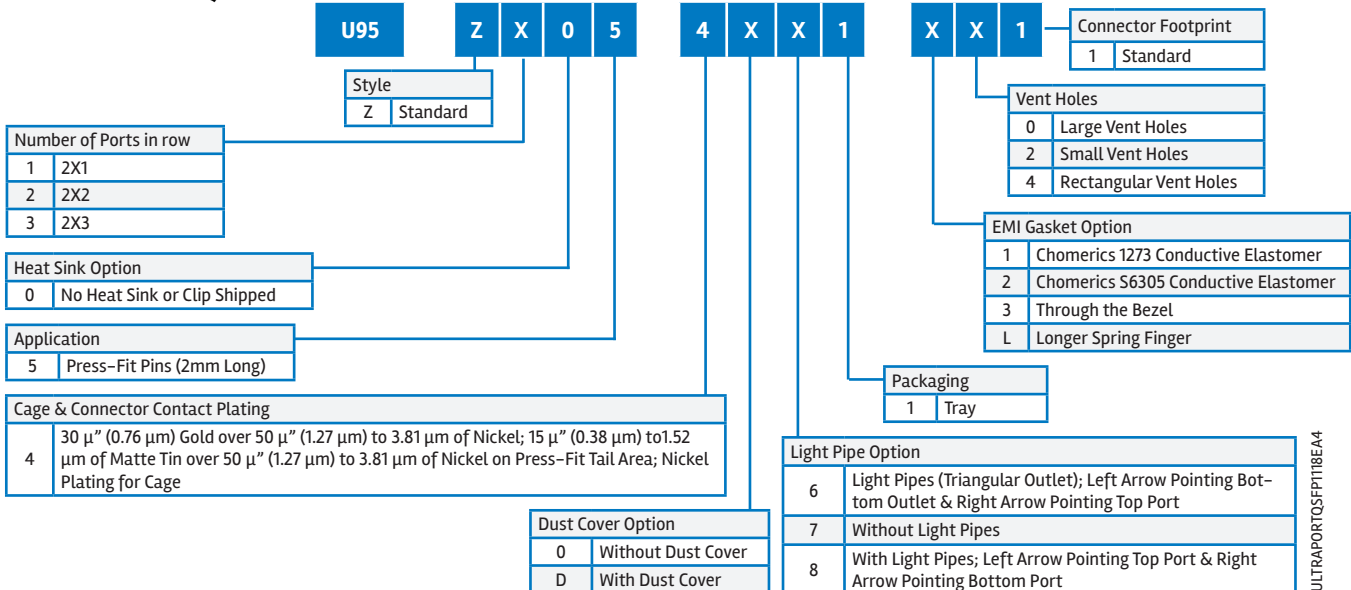 U95 Z X 0 5 4 X X 1 X X 1
Connector Footprint
1 Standard
Style
Z Standard
Vent Holes
0 Large Vent Holes
2 Small Vent Holes
4 Rectangular Vent Holes
Number of Ports in row
1 2X1
2 2X2
3 2X3
EMI Gasket Option
1 Chomerics 1273 Conductive Elastomer
2 Chomerics S6305 Conductive Elastomer
3 Through the Bezel
L Longer Spring Finger
Heat Sink Option
0 No Heat Sink or Clip Shipped
Application
5 Press-Fit Pins (2mm Long)
Packaging
1 Tray
Cage & Connector Contact Plating
4 30 µ" (0.76 µm) Gold over 50 µ" (1.27 µm) to 3.81 µm of Nickel; 15 µ" (0.38 µm) to1.52
µm of Matte Tin over 50 µ" (1.27 µm) to 3.81 µm of Nickel on Press-Fit Tail Area; Nickel
Plating for Cage
Light Pipe Option
6 Light Pipes (Triangular Outlet); Left Arrow Pointing Bot-
tom Outlet & Right Arrow Pointing Top Port
7 Without Light Pipes
8 With Light Pipes; Left Arrow Pointing Top Port & Right
Arrow Pointing Bottom Port
Dust Cover Option
0 Without Dust Cover
D With Dust Cover
ULTRAPORTQSFP1118EA4